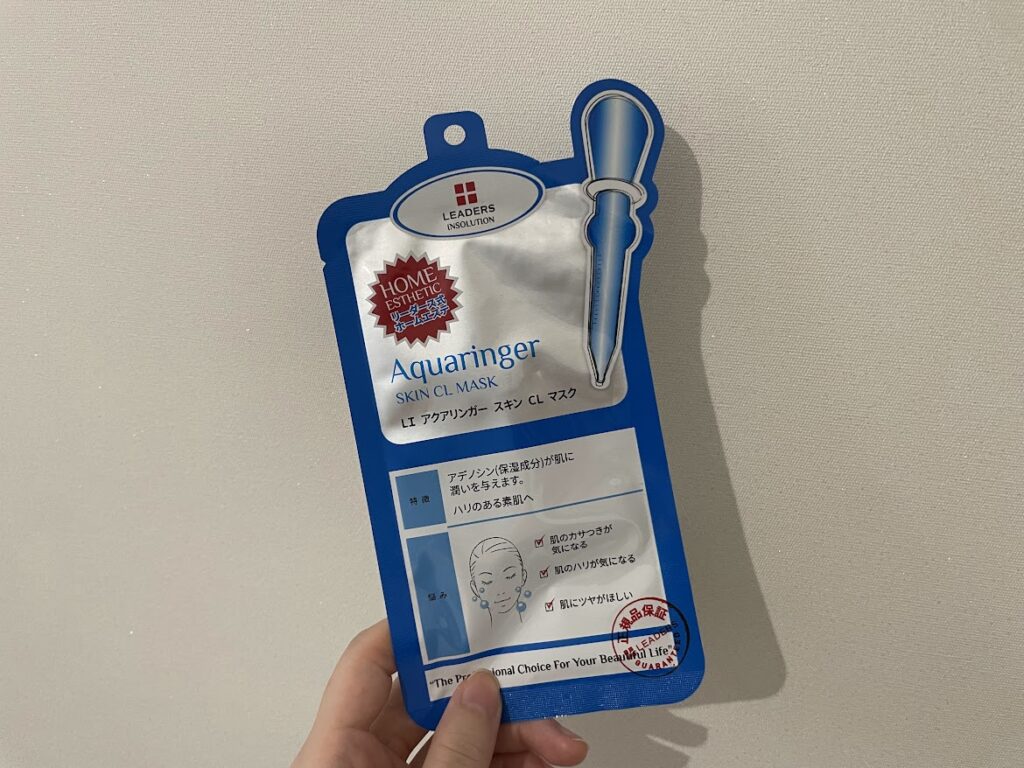 LEADERS
INSOLUTION
HOME
ESTHETIC
リーダース式
ホームエステ
Aquaringer
SKIN CL MASK
LI アクアリンガー スキン CL マスク
特 徴
アデノシン(保湿成分)が肌に
潤いを与えます。
ハリのある素肌へ
悩 み
肌のカサつきが
気になる
肌のハリが気になる
肌にツヤがほしい
正規品保証
LEADERS
GUARANTEED
"The Pro ional Choice For Your Beautiful Life"